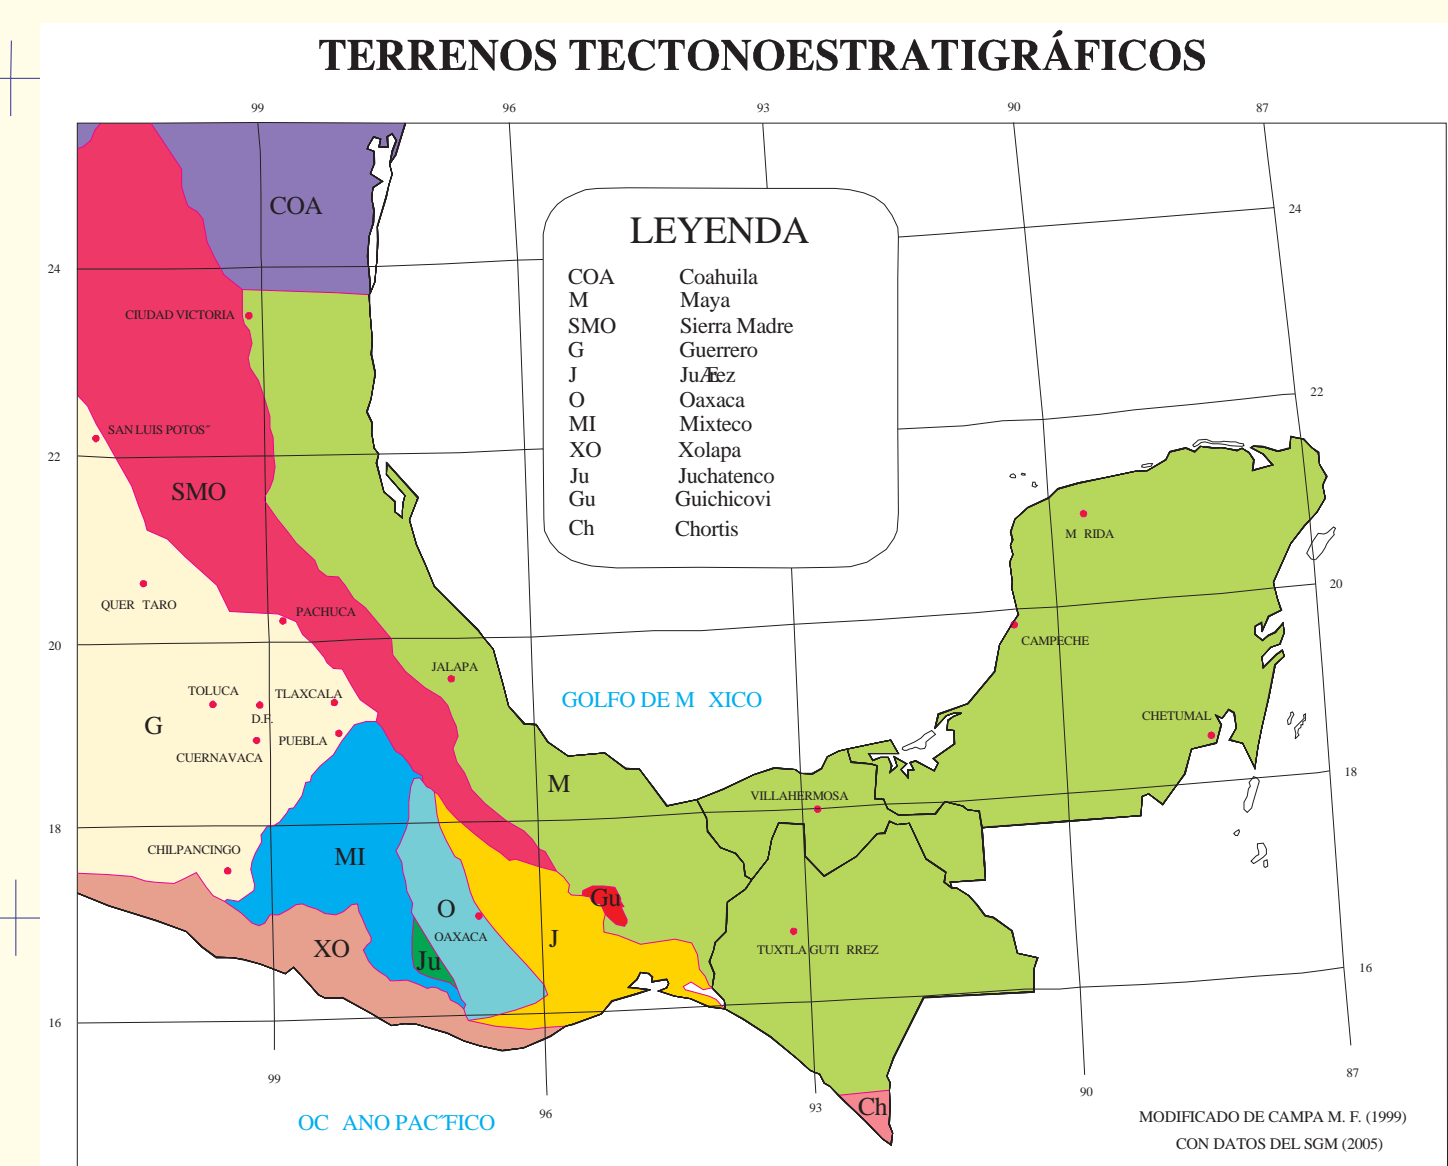 TERRENOS TECTONOESTRATIGRÁFICOS
99 96 93 90 87
COA
24
LEYENDA
COA Coahuila
M Maya
SMO Sierra Madre
G Guerrero
J
O Oaxaca
MI Mixteco
XO Xolapa
Ju Juchatenco
Gu Guichicovi
Ch Chortis
24
CIUDAD VICTORIA
22
SAN LUIS POTOS˝
22
SMO
M RIDA
20
QUER TARO
PACHUCA
20
CAMPECHE
JALAPA
TOLUCA
TLAXCALA
GOLFO DE M XICO
D.F.
G
CHETUMAL
PUEBLA
CUERNAVACA
18
M
VILLAHERMOSA
18
CHILPANCINGO
MI
Gu
O
OAXACA
J
XO
TUXTLA GUTI RREZ
Ju
16
16
99
87
90
96
93
Ch
OC ANO PAC˝FICO
MODIFICADO DE CAMPA M. F. (1999)
CON DATOS DEL SGM (2005)